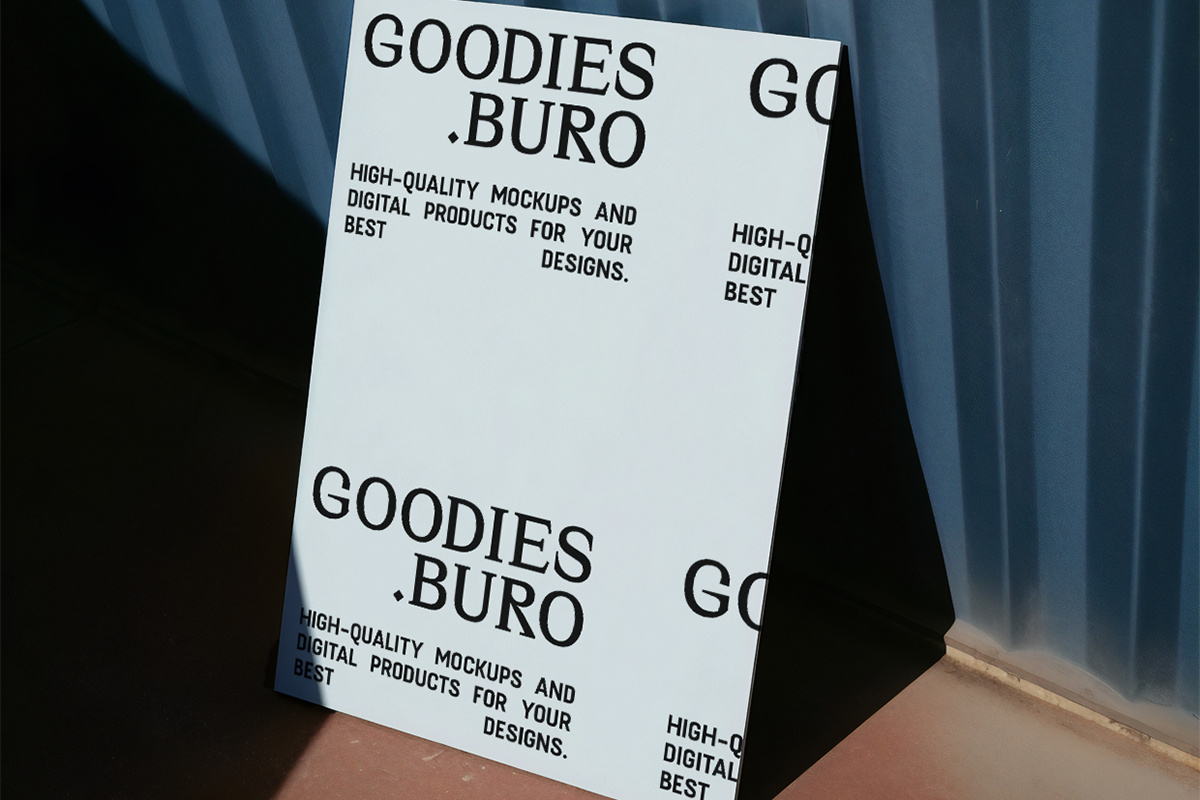 GOODIES
.BURO
HIGH-QUALITY MOCKUPS AND
DIGITAL PRODUCTS FOR YOUR
BEST
DESIGNS.
GO
HIGH-Q
DIGITAL
BEST
GOODIES
.BURO
HIGH-QUALITY MOCKUPS AND
DIGITAL PRODUCTS FOR YOUR
BEST
DESIGNS.
GO
HIGH-Q
DIGITAL
BEST